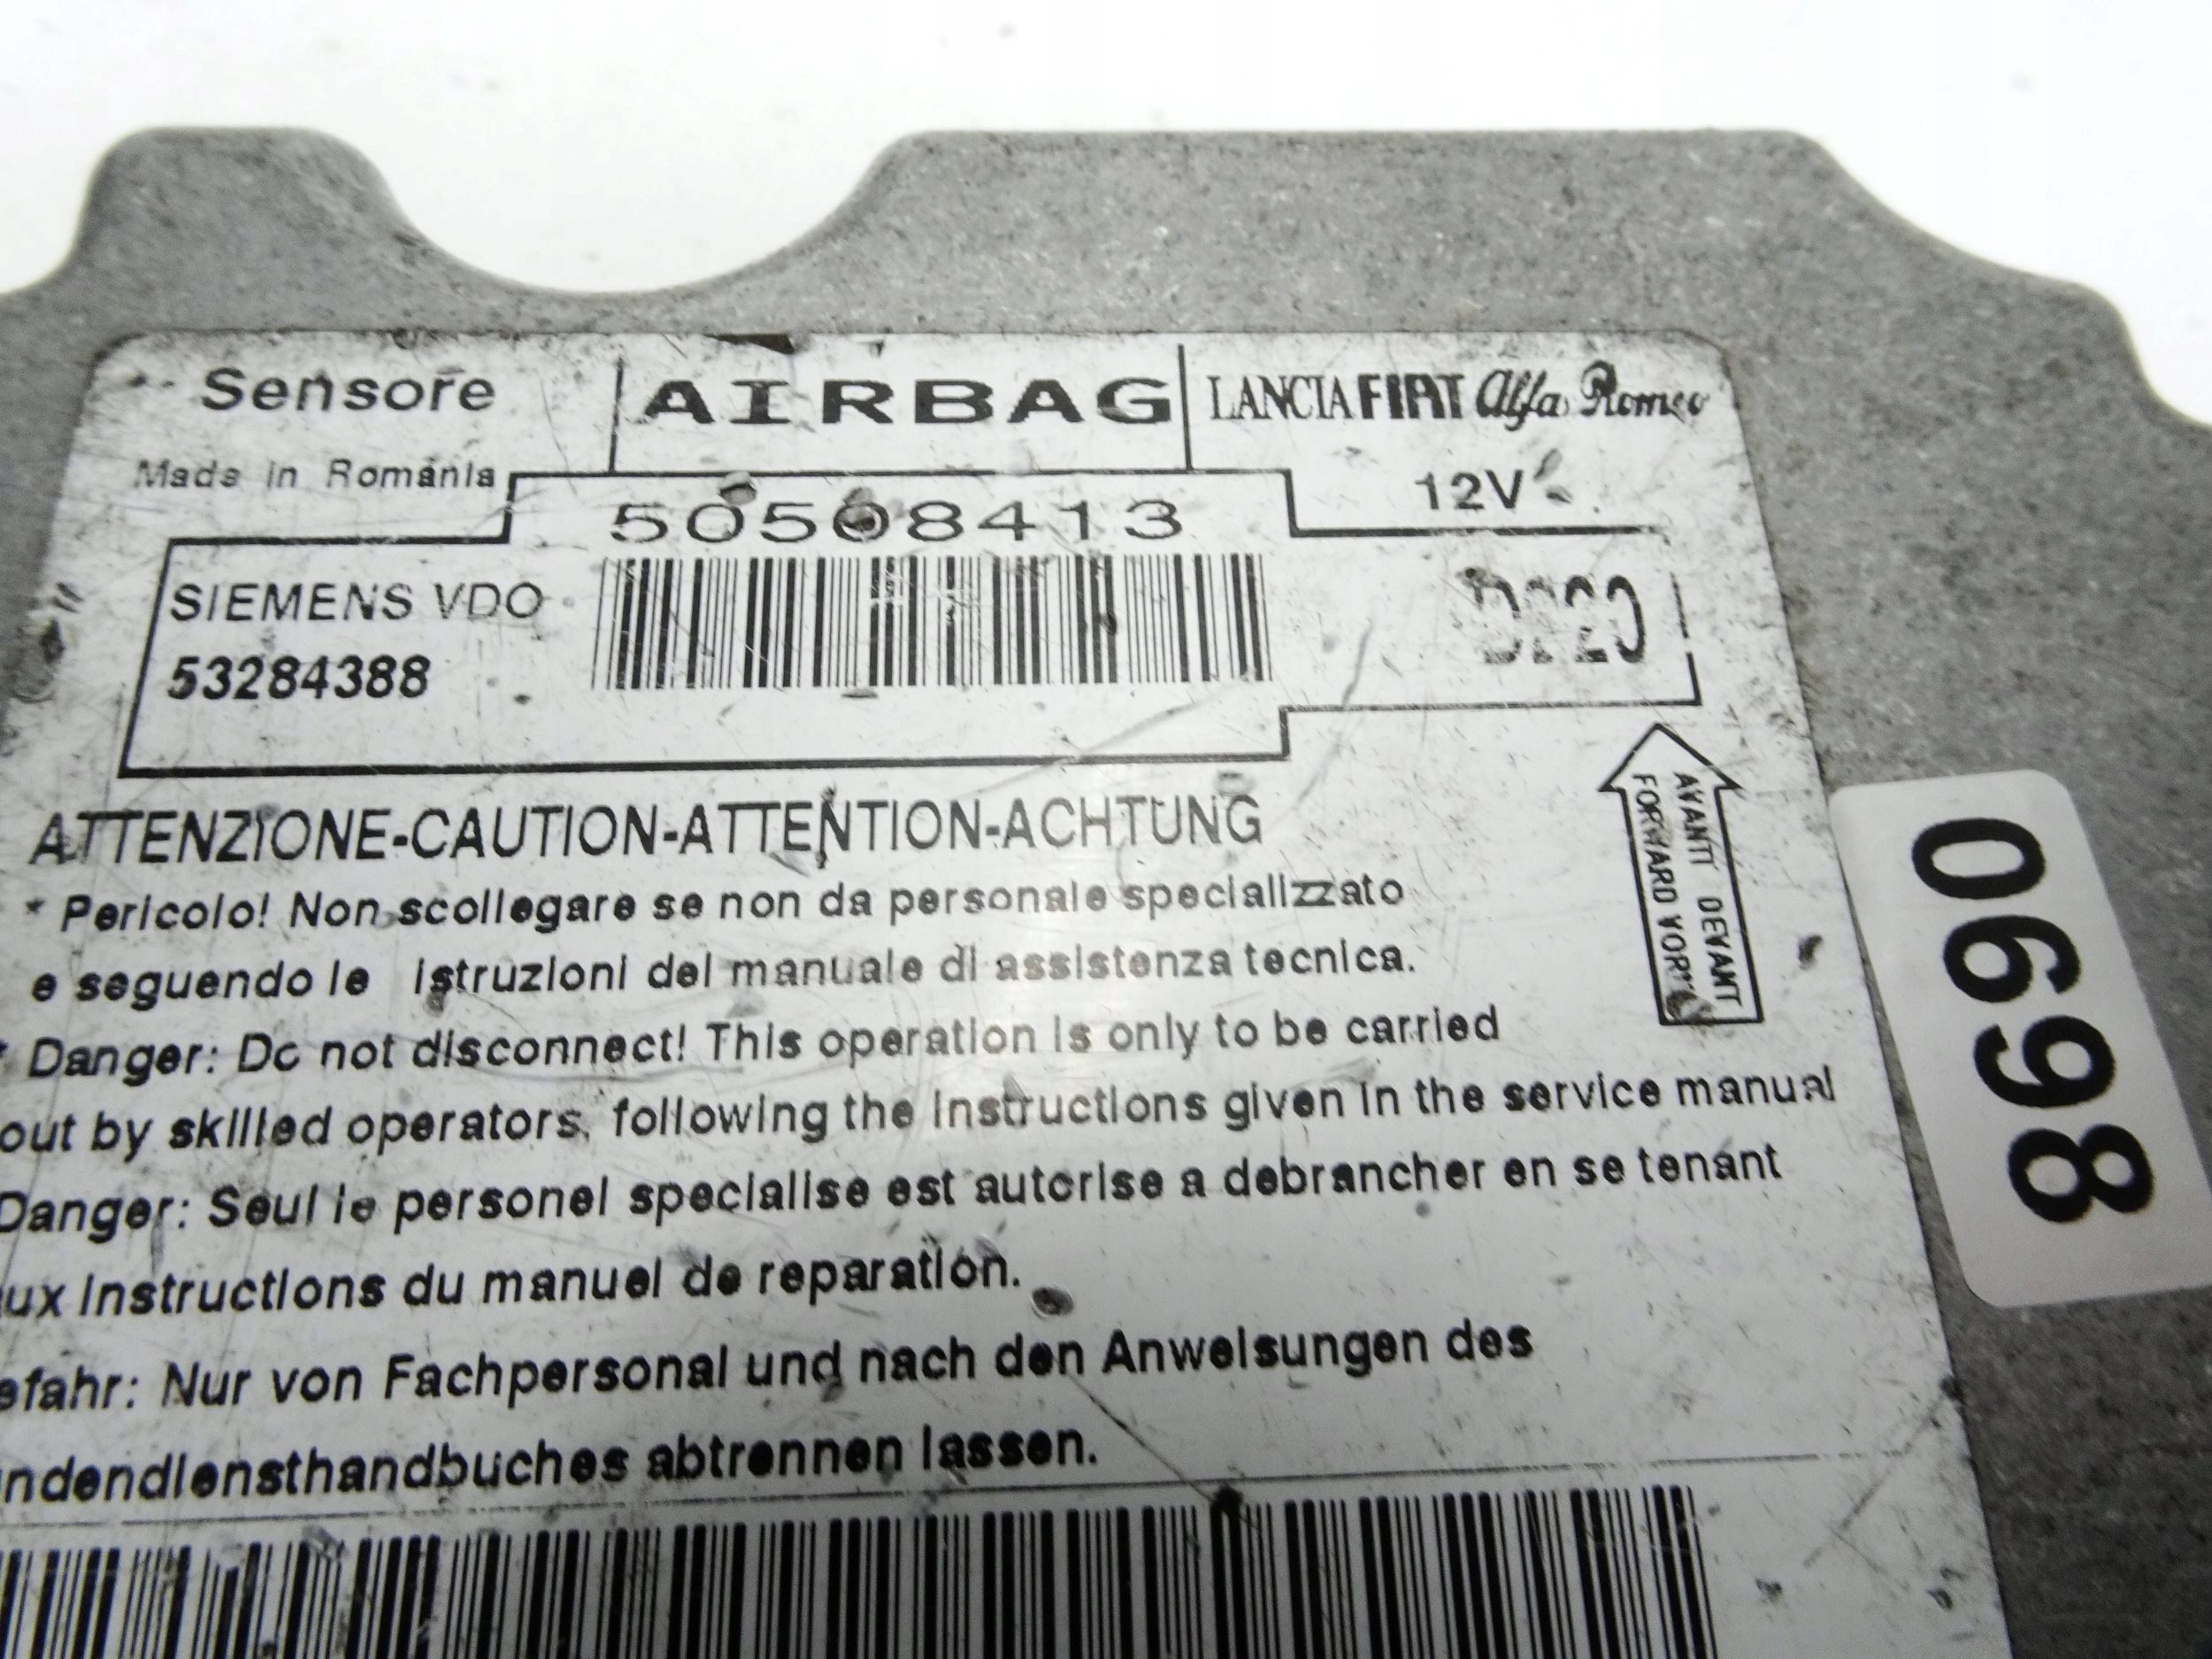 Sensore AIRBAG LANCIA FIAT Alfa Romeo
Made in Romania
12V
50508413
SIEMENS VDO
53284388
AVANTI DEVANT
FORWARD
ATTENZIONE-CAUTION-ATTENTION-ACHTUNG
* Pericolo! Non scollegare se non da personale specializzato
e seguendo le istruzioni del manuale di assistenza tecnica.
* Danger: Do not disconnect! This operation is only to be carried
out by skilled operators, following the instructions given in the service manual
Danger: Seul le personel specialise est autorise a debrancher en se tenant
aux instructions du manuel de reparation.
efahr: Nur von Fachpersonal und nach den Anweisungen des
ndendiensthandbuches abtrennen lassen.
0698